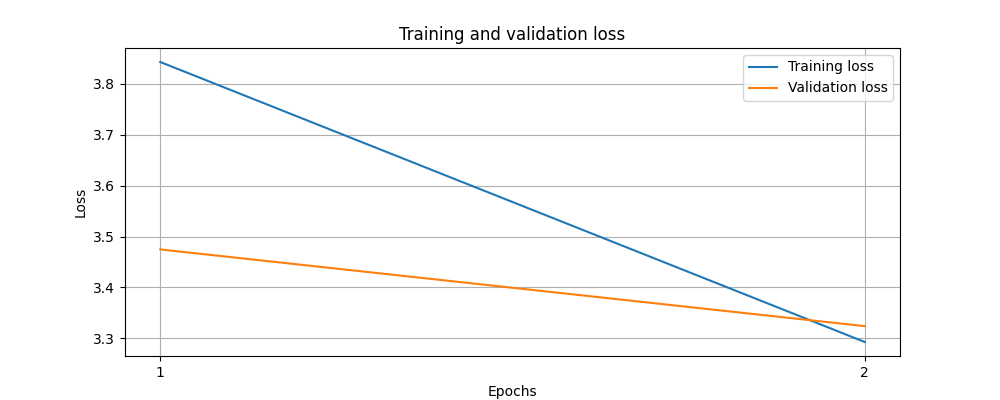 Training and validation loss
Training loss
Validation loss
3.8
3.7
3.6
3.5
3.4
3.3
Loss
1
2
Epochs